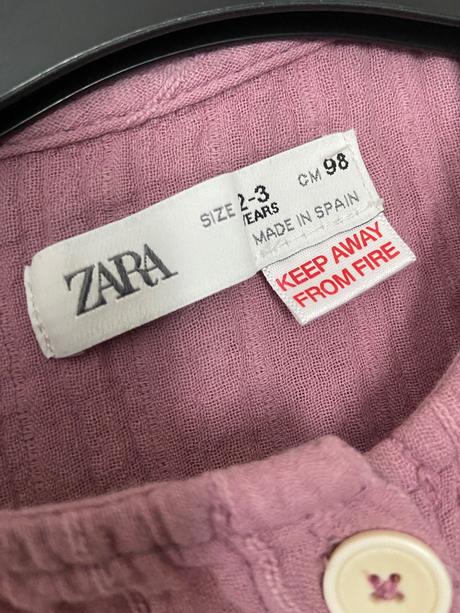 ZARA
SIZE 2-3 CM 98
YEARS
MADE IN SPAIN
KEEP AWAY
FROM FIRE